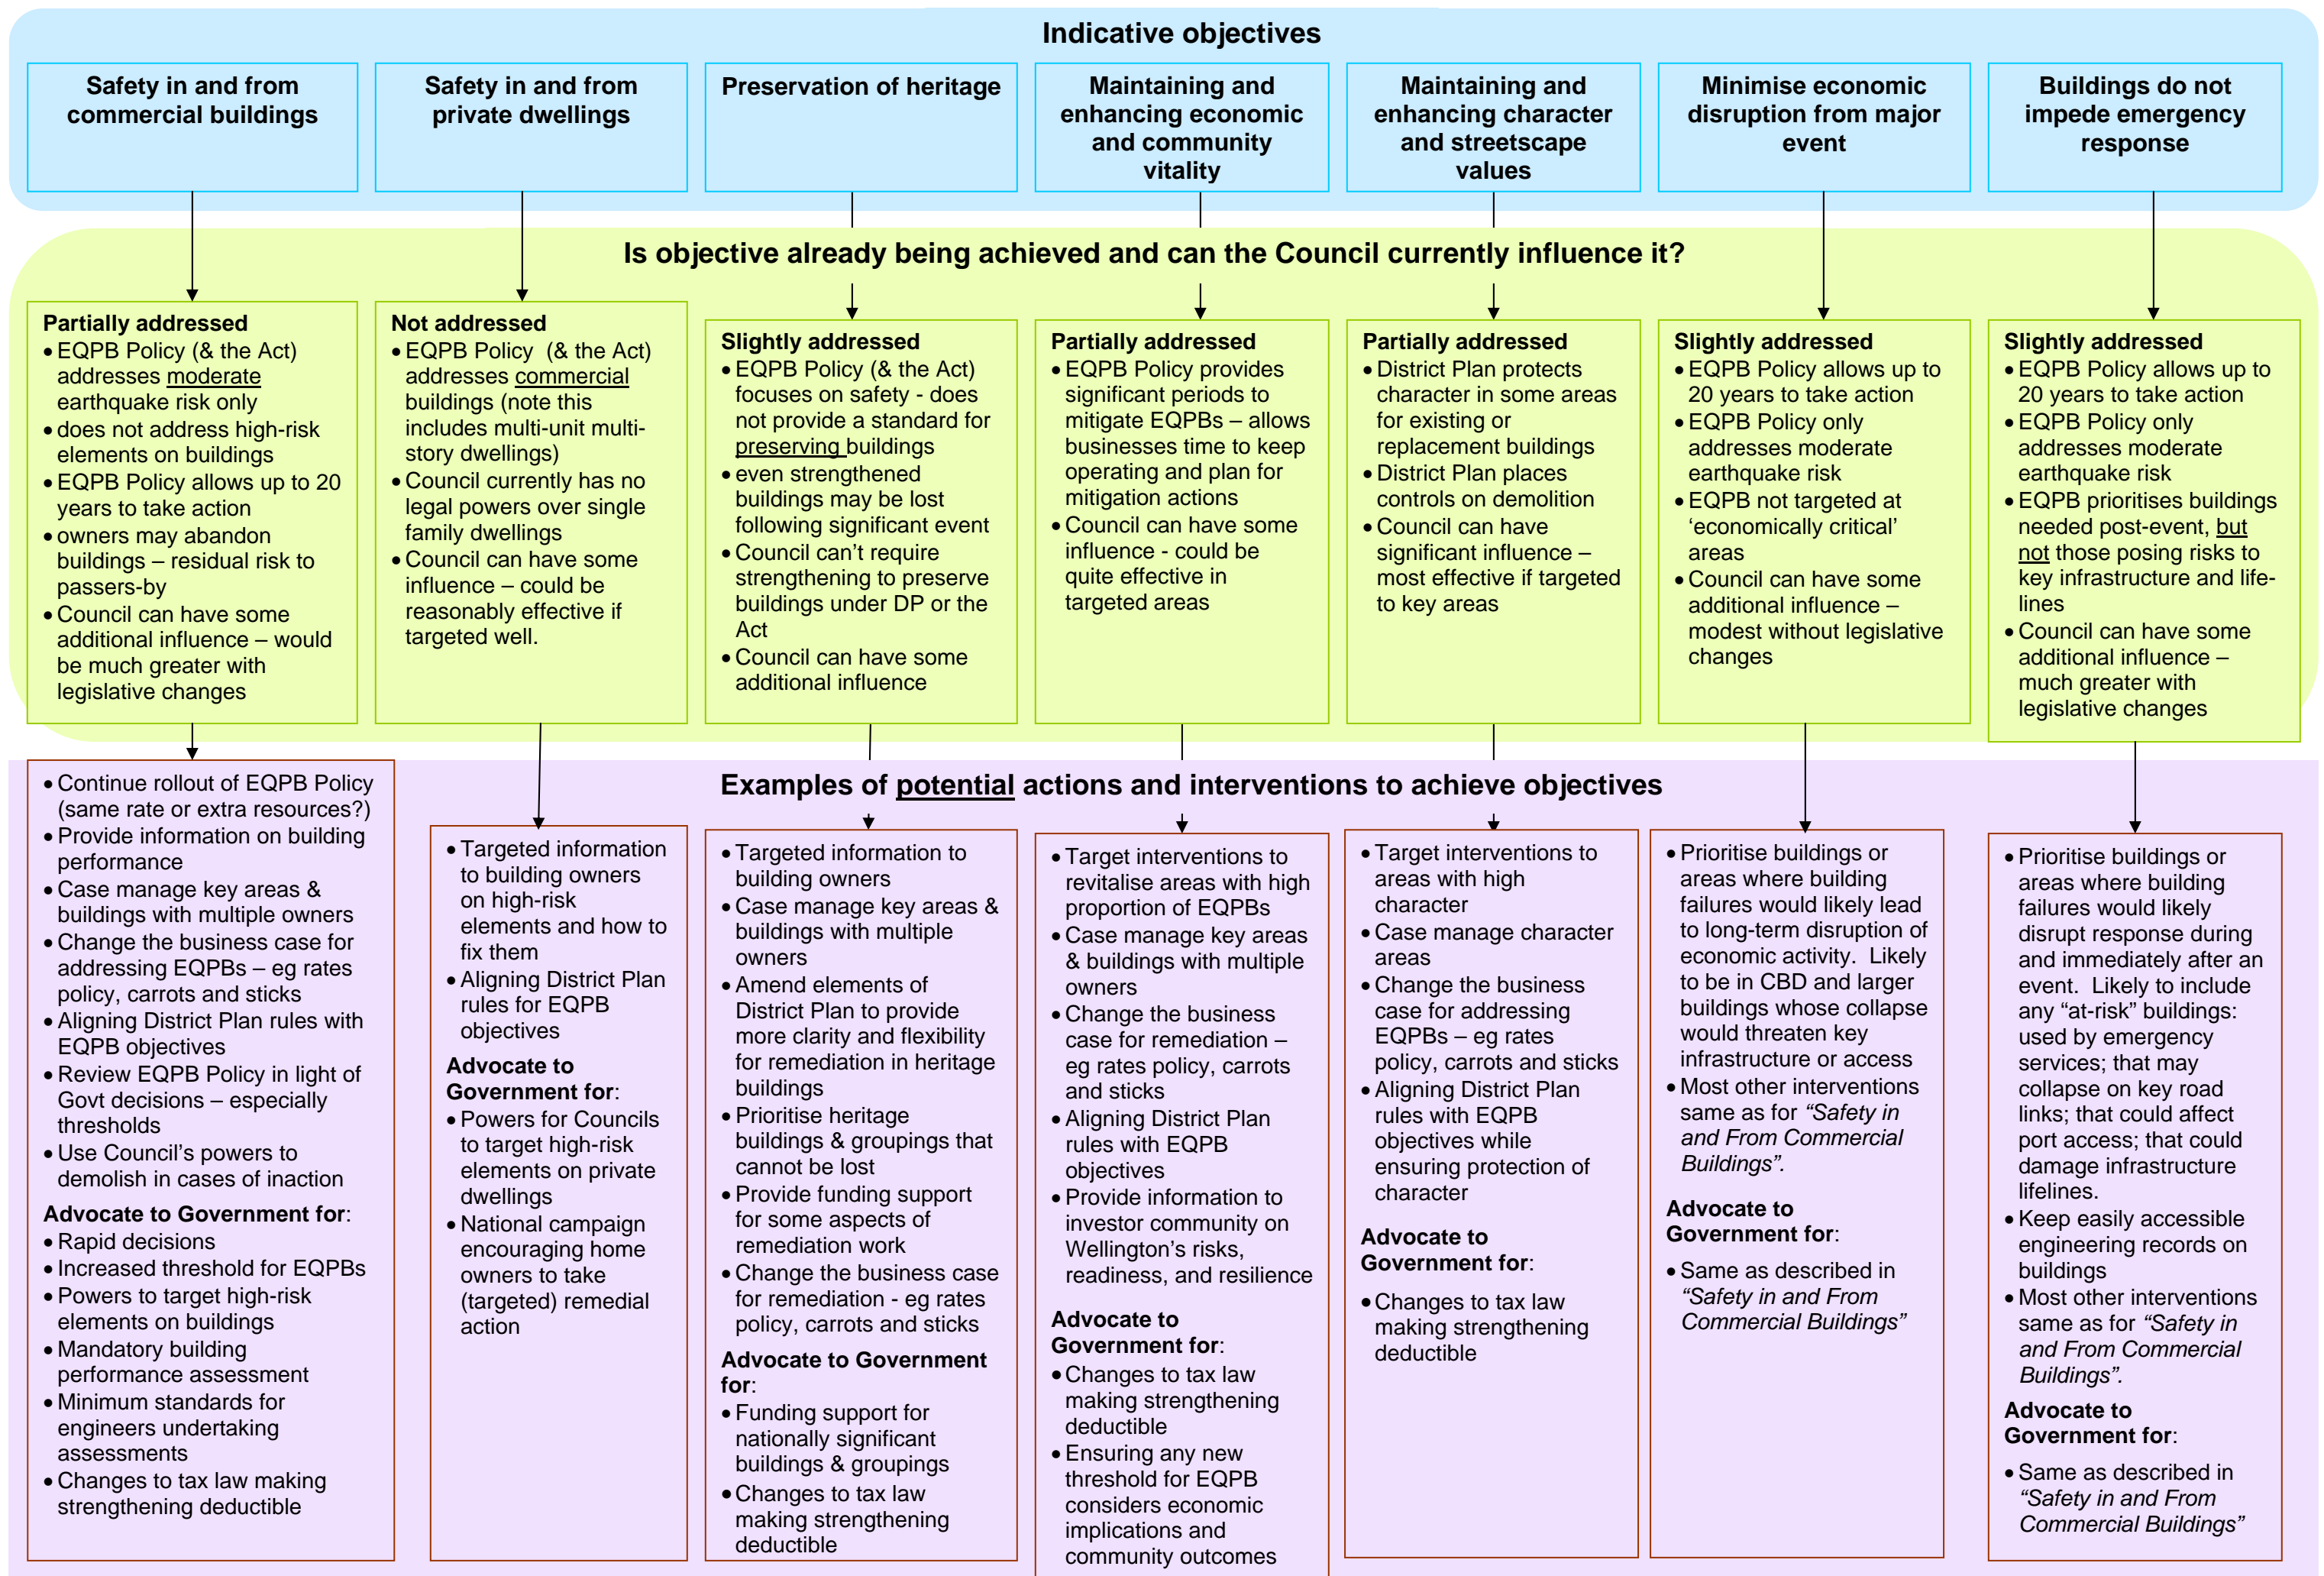 Indicative objectives
Safety in and from
commercial buildings
Safety in and from
private dwellings
Preservation of heritage
Maintaining and
enhancing economic
and community
vitality
Maintaining and
enhancing character
and streetscape
values
Minimise economic
disruption from major
event
Buildings do not
impede emergency
response
Is objective already being achieved and can the Council currently influence it?
Partially addressed
• EQPB Policy (& the Act)
addresses moderate
earthquake risk only
• does not address high-risk
elements on buildings
• EQPB Policy allows up to 20
years to take action
• owners may abandon
buildings – residual risk to
passers-by
• Council can have some
additional influence – would
be much greater with
legislative changes
Not addressed
• EQPB Policy (& the Act)
addresses commercial
buildings (note this
includes multi-unit multi-
story dwellings)
• Council currently has no
legal powers over single
family dwellings
• Council can have some
influence – could be
reasonably effective if
targeted well.
Slightly addressed
• EQPB Policy (& the Act)
focuses on safety - does
not provide a standard for
preserving buildings
• even strengthened
buildings may be lost
following significant event
• Council can't require
strengthening to preserve
buildings under DP or the
Act
• Council can have some
additional influence
Partially addressed
• EQPB Policy provides
significant periods to
mitigate EQPBs – allows
businesses time to keep
operating and plan for
mitigation actions
• Council can have some
influence - could be
quite effective in
targeted areas
Partially addressed
• District Plan protects
character in some areas
for existing or
replacement buildings
• District Plan places
controls on demolition
• Council can have
significant influence –
most effective if targeted
to key areas
Slightly addressed
• EQPB Policy allows up to
20 years to take action
• EQPB Policy only
addresses moderate
earthquake risk
• EQPB not targeted at
‘economically critical’
areas
• Council can have some
additional influence –
modest without legislative
changes
Slightly addressed
• EQPB Policy allows up to
20 years to take action
• EQPB Policy only
addresses moderate
earthquake risk
• EQPB prioritises buildings
needed post-event, but
not those posing risks to
key infrastructure and life-
lines
• Council can have some
additional influence –
much greater with
legislative changes
Examples of potential actions and interventions to achieve objectives
• Continue rollout of EQPB Policy
(same rate or extra resources?)
• Provide information on building
performance
• Case manage key areas &
buildings with multiple owners
• Change the business case for
addressing EQPBs – eg rates
policy, carrots and sticks
• Aligning District Plan rules with
EQPB objectives
• Review EQPB Policy in light of
Govt decisions – especially
thresholds
• Use Council's powers to
demolish in cases of inaction
Advocate to Government for:
• Rapid decisions
• Increased threshold for EQPBs
• Powers to target high-risk
elements on buildings
• Mandatory building
performance assessment
• Minimum standards for
engineers undertaking
assessments
• Changes to tax law making
strengthening deductible
• Targeted information
to building owners
on high-risk
elements and how to
fix them
• Aligning District Plan
rules for EQPB
objectives
Advocate to
Government for:
• Powers for Councils
to target high-risk
elements on private
dwellings
• National campaign
encouraging home
owners to take
(targeted) remedial
action
• Targeted information to
building owners
• Case manage key areas &
buildings with multiple
owners
• Amend elements of
District Plan to provide
more clarity and flexibility
for remediation in heritage
buildings
• Prioritise heritage
buildings & groupings that
cannot be lost
• Provide funding support
for some aspects of
remediation work
• Change the business case
for remediation - eg rates
policy, carrots and sticks
Advocate to Government
for:
• Funding support for
nationally significant
buildings & groupings
• Changes to tax law
making strengthening
deductible
• Target interventions to
revitalise areas with high
proportion of EQPBs
• Case manage key areas
& buildings with multiple
owners
• Change the business
case for remediation –
eg rates policy, carrots
and sticks
• Aligning District Plan
rules with EQPB
objectives
• Provide information to
investor community on
Wellington's risks,
readiness, and resilience
Advocate to
Government for:
• Changes to tax law
making strengthening
deductible
• Ensuring any new
threshold for EQPB
considers economic
implications and
community outcomes
• Target interventions to
areas with high
character
• Case manage character
areas
• Change the business
case for addressing
EQPBs – eg rates
policy, carrots and sticks
• Aligning District Plan
rules with EQPB
objectives while
ensuring protection of
character
Advocate to
Government for:
• Changes to tax law
making strengthening
deductible
• Prioritise buildings or
areas where building
failures would likely lead
to long-term disruption of
economic activity. Likely
to be in CBD and larger
buildings whose collapse
would threaten key
infrastructure or access
• Most other interventions
same as for “Safety in
and From Commercial
Buildings”.
Advocate to
Government for:
• Same as described in
“Safety in and From
Commercial Buildings”
• Prioritise buildings or
areas where building
failures would likely
disrupt response during
and immediately after an
event. Likely to include
any “at-risk” buildings:
used by emergency
services; that may
collapse on key road
links; that could affect
port access; that could
damage infrastructure
lifelines.
• Keep easily accessible
engineering records on
buildings
• Most other interventions
same as for “Safety in
and From Commercial
Buildings”.
Advocate to
Government for:
• Same as described in
“Safety in and From
Commercial Buildings”